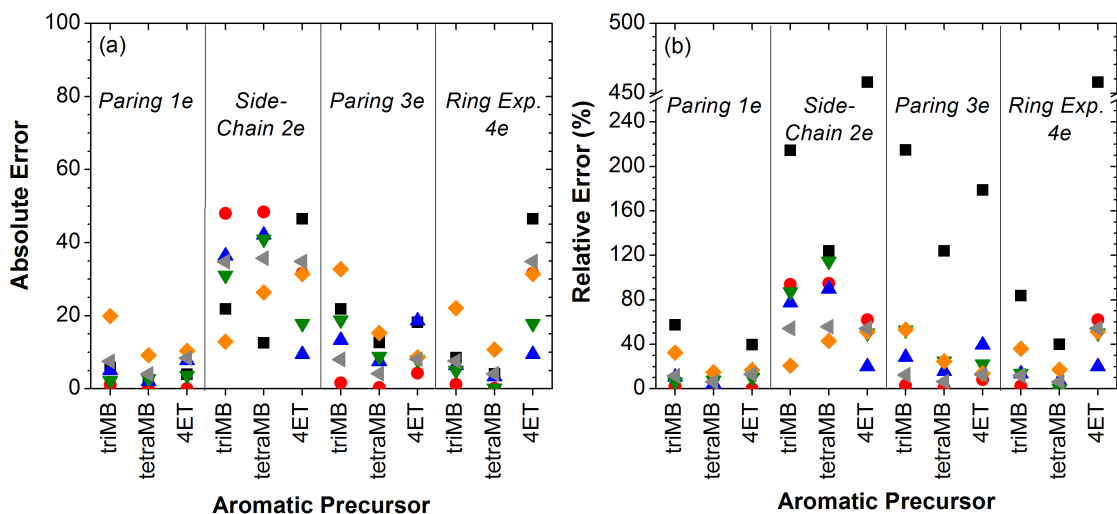 (a)
Absolute Error
100
80
60
40
20
0
Paring 1e
Side-
Chain 2e
Paring 3e
Ring Exp.
4e
triMB
tetraMB
4ET
triMB
tetraMB
4ET
triMB
tetraMB
4ET
triMB
tetraMB
4ET
Aromatic Precursor
(b)
Relative Error (%)
500
450
240
200
160
120
80
40
0
Paring 1e
Side-
Chain 2e
Paring 3e
Ring Exp.
4e
triMB
tetraMB
4ET
triMB
tetraMB
4ET
triMB
tetraMB
4ET
triMB
tetraMB
4ET
Aromatic Precursor